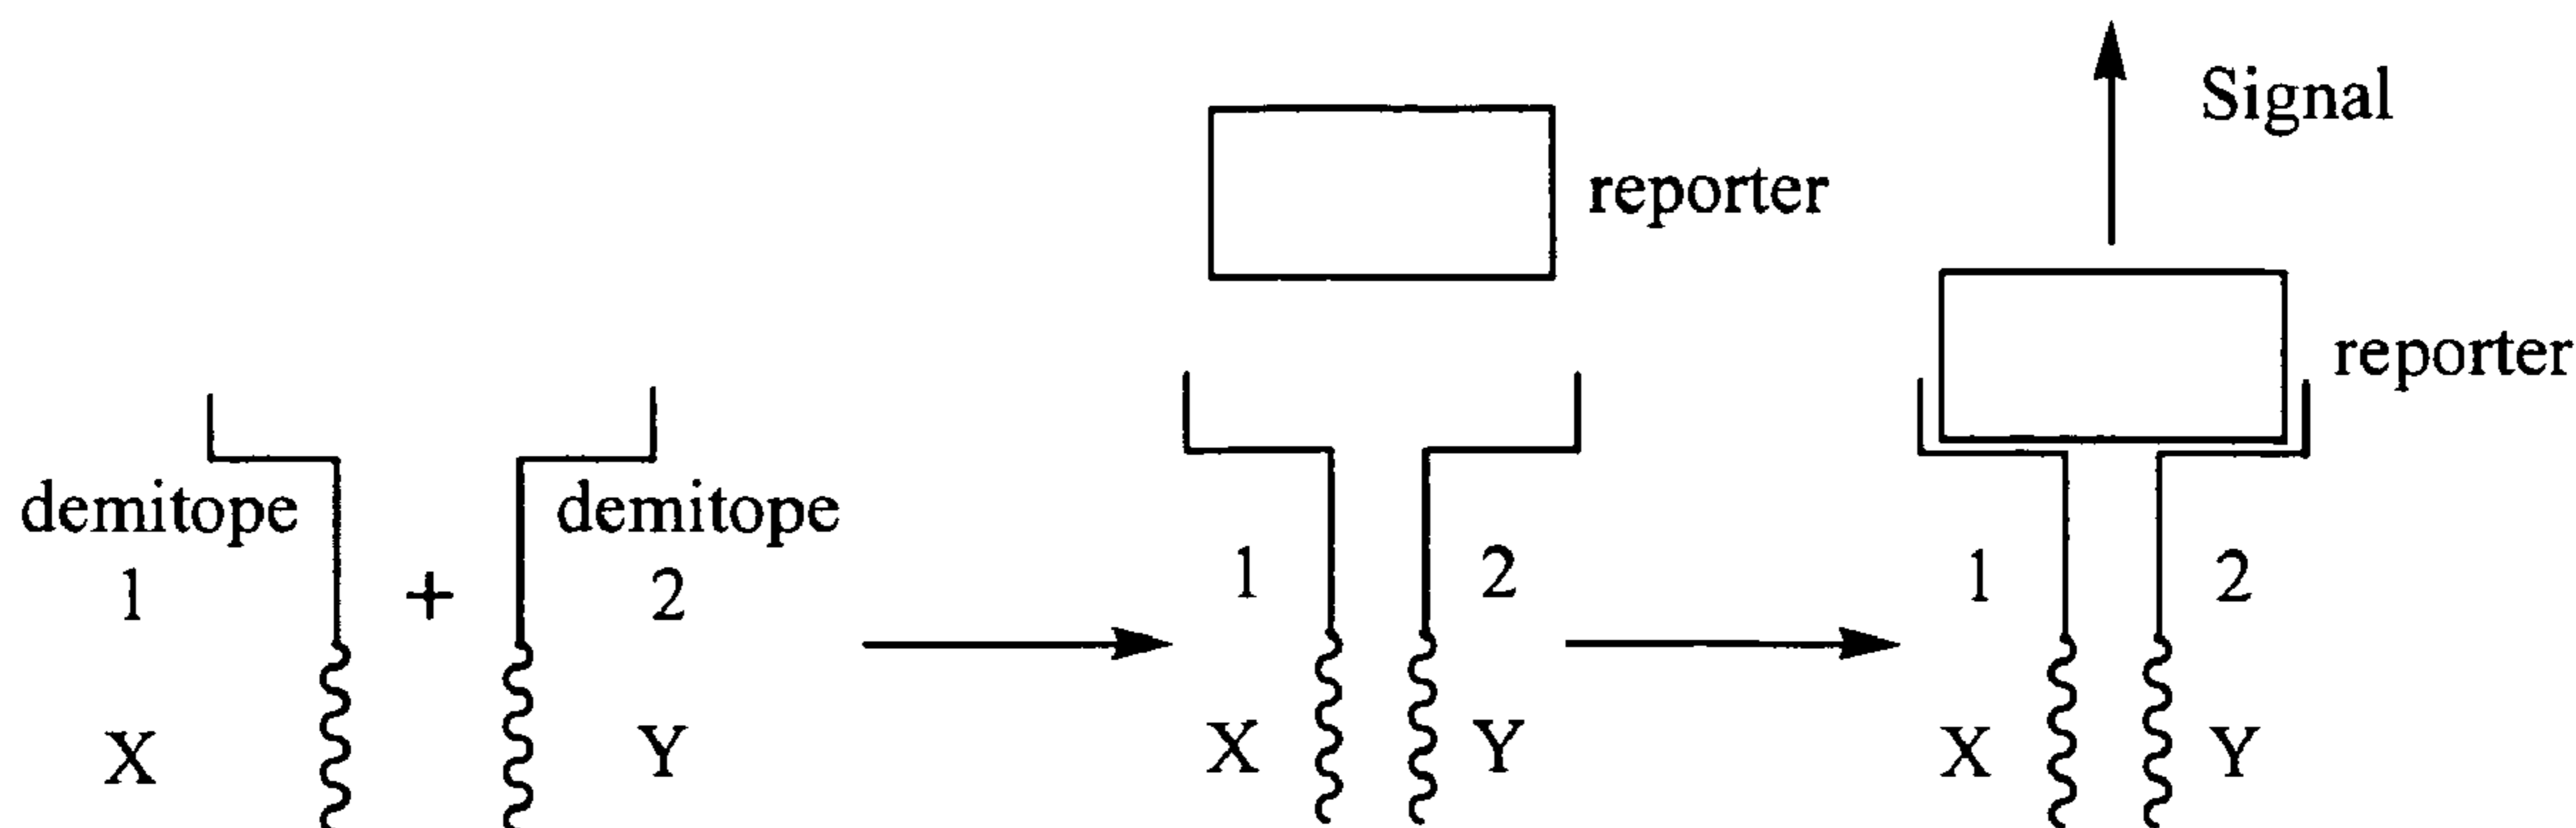 Signal
reporter
reporter
demitope demitope
1 + 2
1 2
1 2
X Y
X Y
X Y